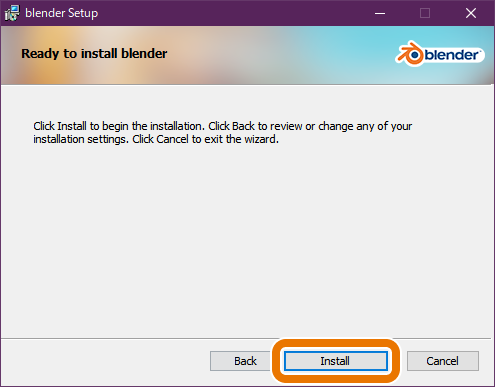 blender Setup
Ready to install blender
blender
Click Install to begin the installation. Click Back to review or change any of your
installation settings. Click Cancel to exit the wizard.
Back
Install
Cancel